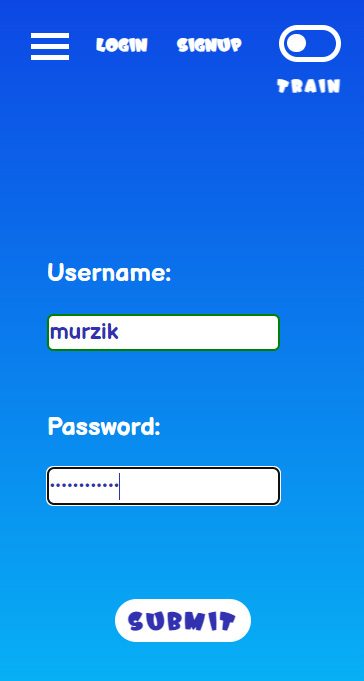 LOGIN SIGNUP
TRAIN
Username:
murzik
Password:
••••••••••••
SUBMIT